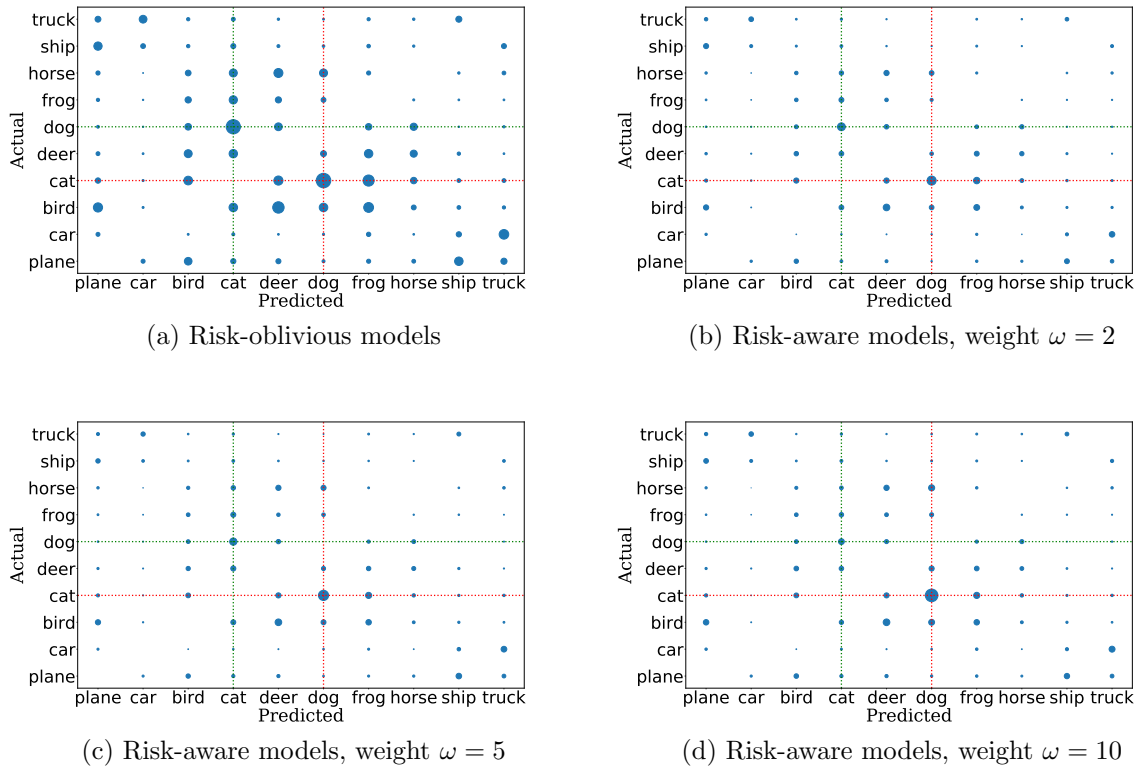 truck
ship
horse
frog
dog
deer
cat
bird
car
plane
Actual
plane car bird cat deer dog frog horse ship truck
Predicted
(a) Risk-oblivious models
truck
ship
horse
frog
dog
deer
cat
bird
car
plane
Actual
plane car bird cat deer dog frog horse ship truck
Predicted
(b) Risk-aware models, weight ω = 2
truck
ship
horse
frog
dog
deer
cat
bird
car
plane
Actual
plane car bird cat deer dog frog horse ship truck
Predicted
(c) Risk-aware models, weight ω = 5
truck
ship
horse
frog
dog
deer
cat
bird
car
plane
Actual
plane car bird cat deer dog frog horse ship truck
Predicted
(d) Risk-aware models, weight ω = 10